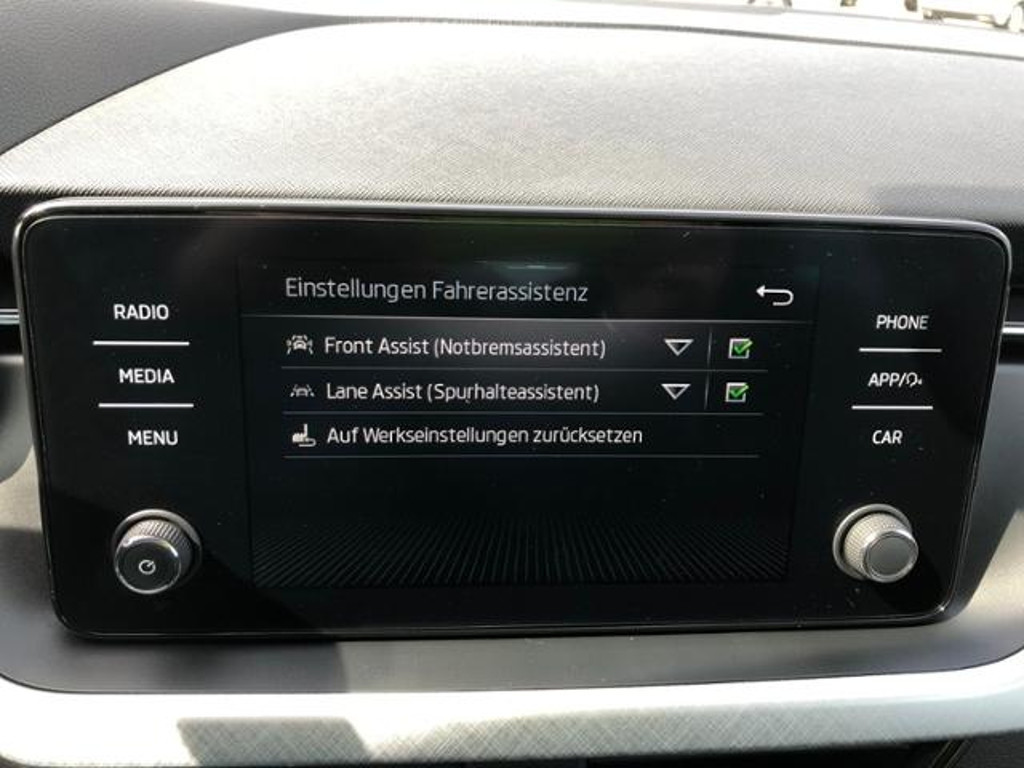 Einstellungen Fahrerassistenz
RADIO
MEDIA
MENU
Front Assist (Notbremsassistent)
Lane Assist (Spurhalteassistent)
Auf Werkseinstellungen zurücksetzen
PHONE
APP/
CAR